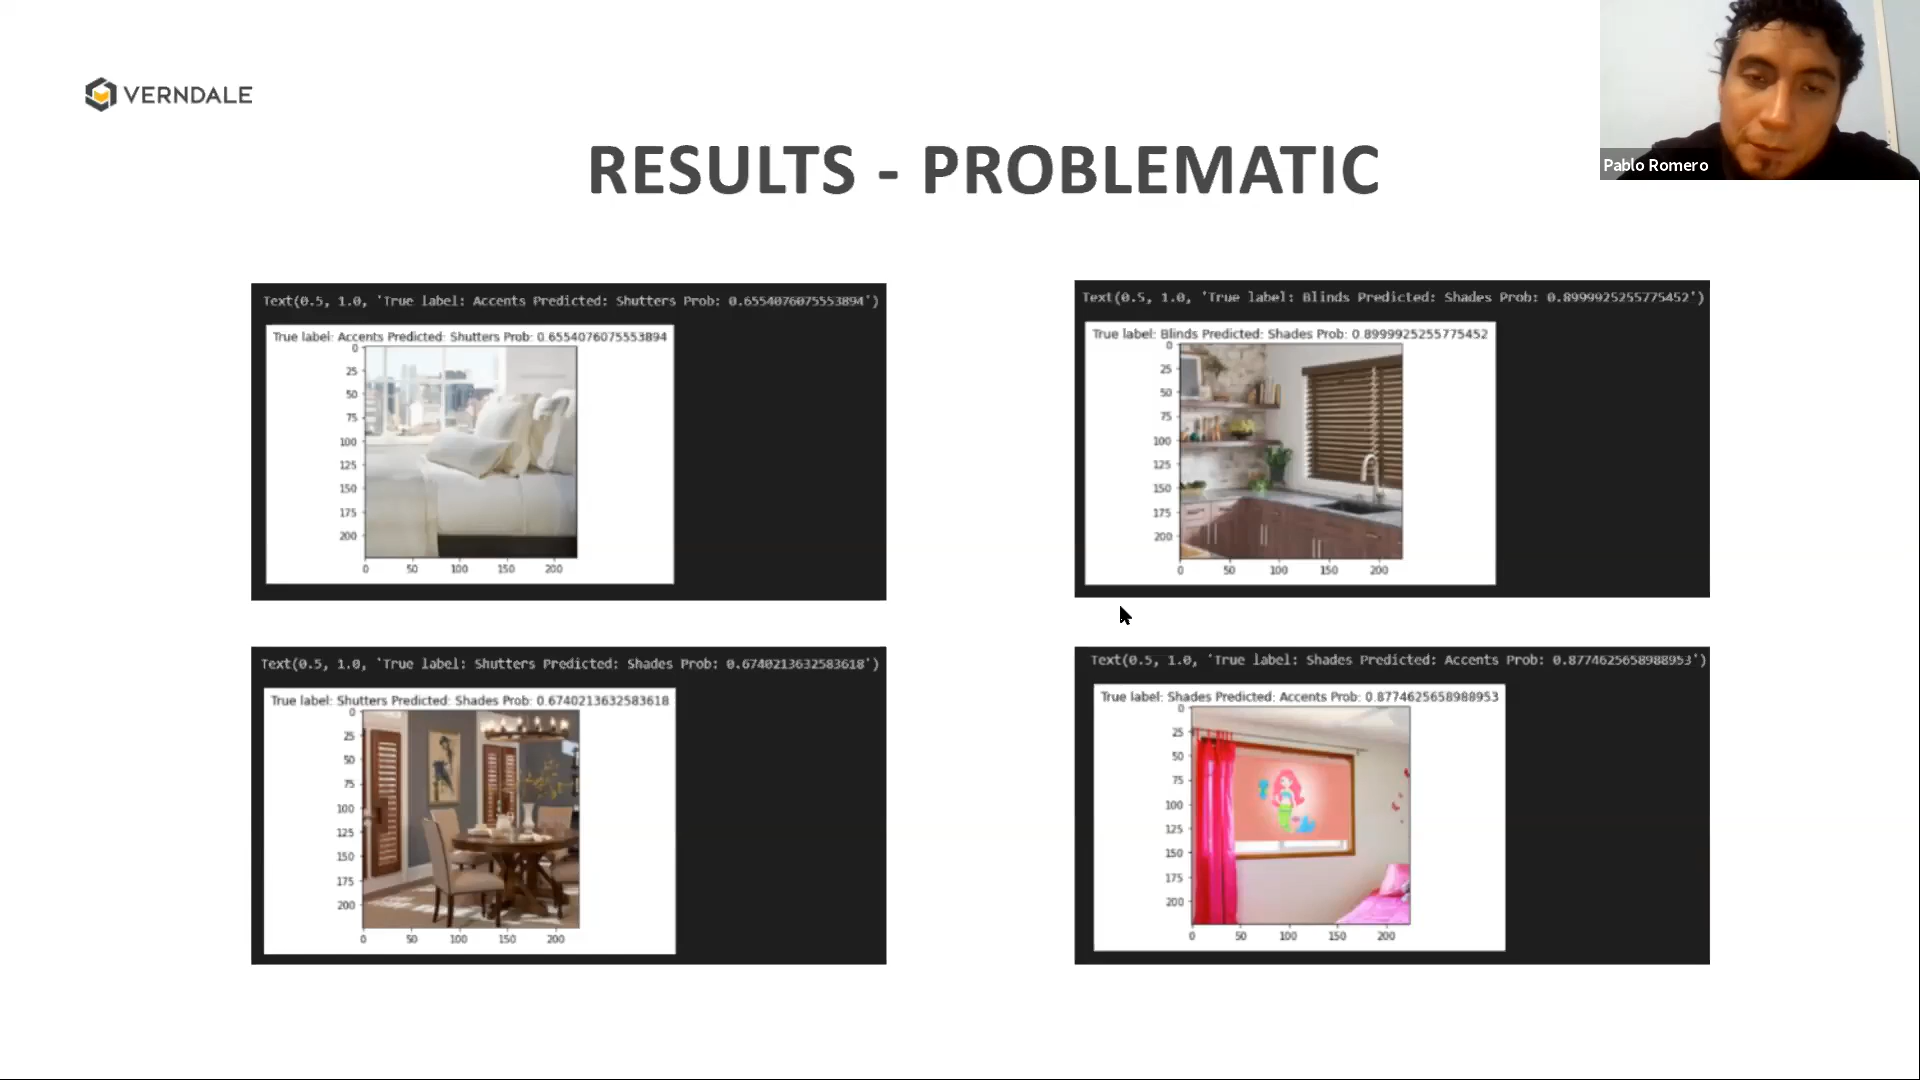 VERNDALE
Pablo Romero
RESULTS - PROBLEMATIC
Text(0.5, 1.0, 'True label: Accents Predicted: Shutters Prob: 0.6554076075553894')
True label: Accents Predicted: Shutters Prob: 0.6554076075553894
0
25
50
75
100
125
150
175
200
0 50 100 150 200
Text(0.5, 1.0, 'True label: Blinds Predicted: Shades Prob: 0.8999925255775452')
True label: Blinds Predicted: Shades Prob: 0.8999925255775452
0
25
50
75
100
125
150
175
200
0 50 100 150 200
Text(0.5, 1.0, 'True label: Shutters Predicted: Shades Prob: 0.6740213632583618')
True label: Shutters Predicted: Shades Prob: 0.6740213632583618
0
25
50
75
100
125
150
175
200
0 50 100 150 200
Text(0.5, 1.0, 'True label: Shades Predicted: Accents Prob: 0.8774625658988953')
True label: Shades Predicted: Accents Prob: 0.8774625658988953
0
25
50
75
100
125
150
175
200
0 50 100 150 200